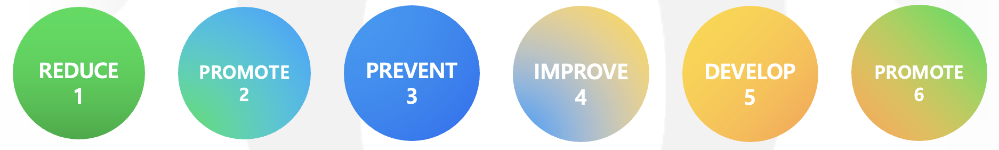 REDUCE
1
PROMOTE
2
PREVENT
3
IMPROVE
4
DEVELOP
5
PROMOTE
6